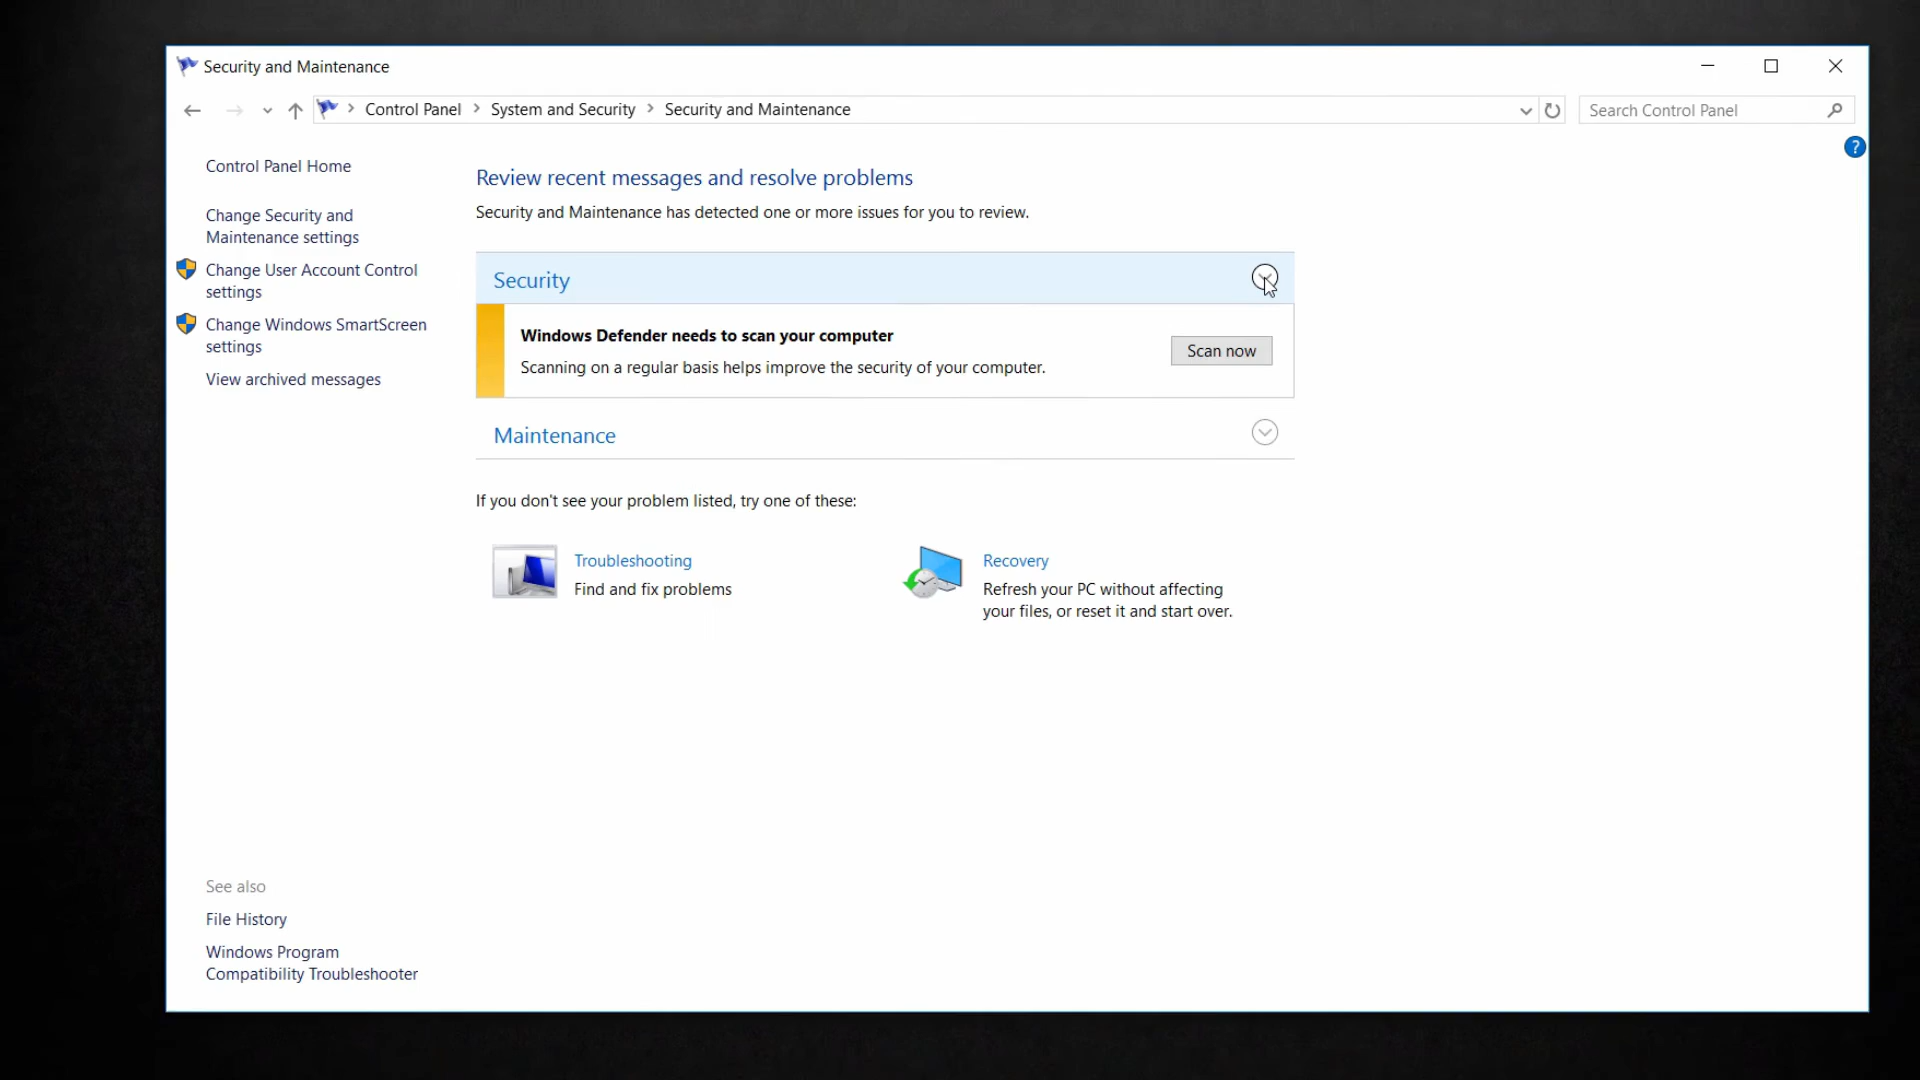 Security and Maintenance
Control Panel > System and Security > Security and Maintenance
Search Control Panel
?
Control Panel Home
Change Security and
Maintenance settings
Change User Account Control
settings
Change Windows SmartScreen
settings
View archived messages
Review recent messages and resolve problems
Security and Maintenance has detected one or more issues for you to review.
Security
Windows Defender needs to scan your computer
Scanning on a regular basis helps improve the security of your computer.
Scan now
Maintenance
If you don't see your problem listed, try one of these:
Troubleshooting
Find and fix problems
Recovery
Refresh your PC without affecting
your files, or reset it and start over.
See also
File History
Windows Program
Compatibility Troubleshooter